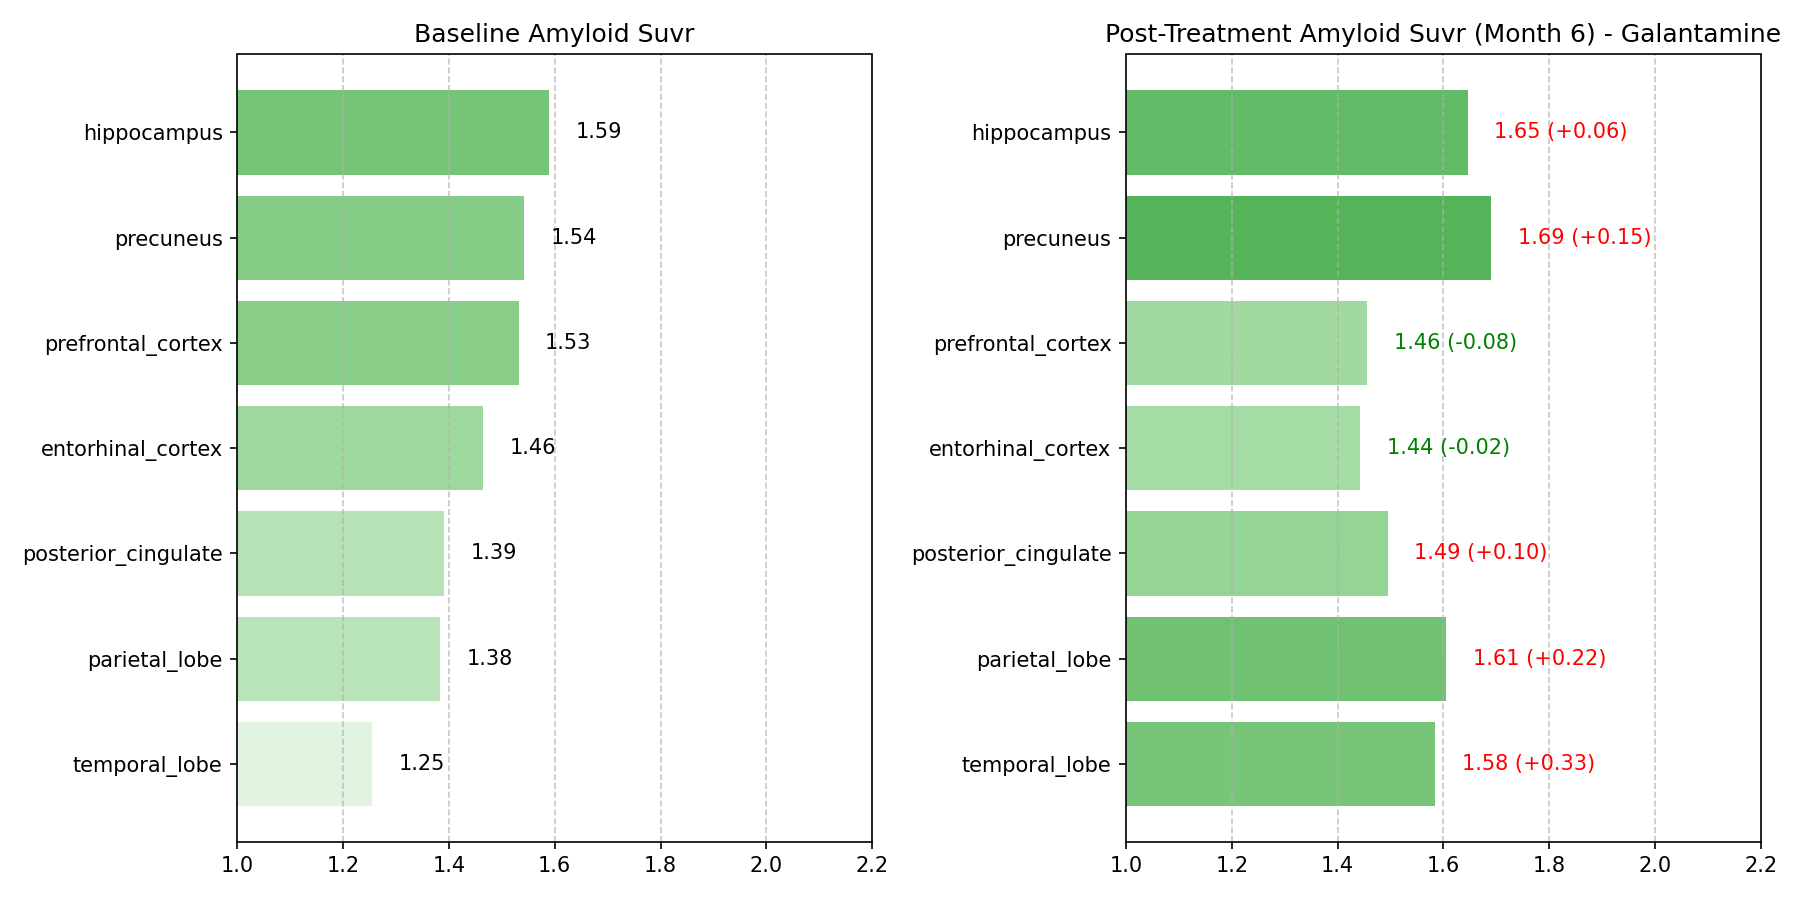 Baseline Amyloid Suvr
hippocampus
1.59
precuneus
1.54
prefrontal_cortex
1.53
entorhinal_cortex
1.46
posterior_cingulate
1.39
parietal_lobe
1.38
temporal_lobe
1.25
1.0 1.2 1.4 1.6 1.8 2.0 2.2
Post-Treatment Amyloid Suvr (Month 6) - Galantamine
hippocampus
1.65 (+0.06)
precuneus
1.69 (+0.15)
prefrontal_cortex
1.46 (-0.08)
entorhinal_cortex
1.44 (-0.02)
posterior_cingulate
1.49 (+0.10)
parietal_lobe
1.61 (+0.22)
temporal_lobe
1.58 (+0.33)
1.0 1.2 1.4 1.6 1.8 2.0 2.2